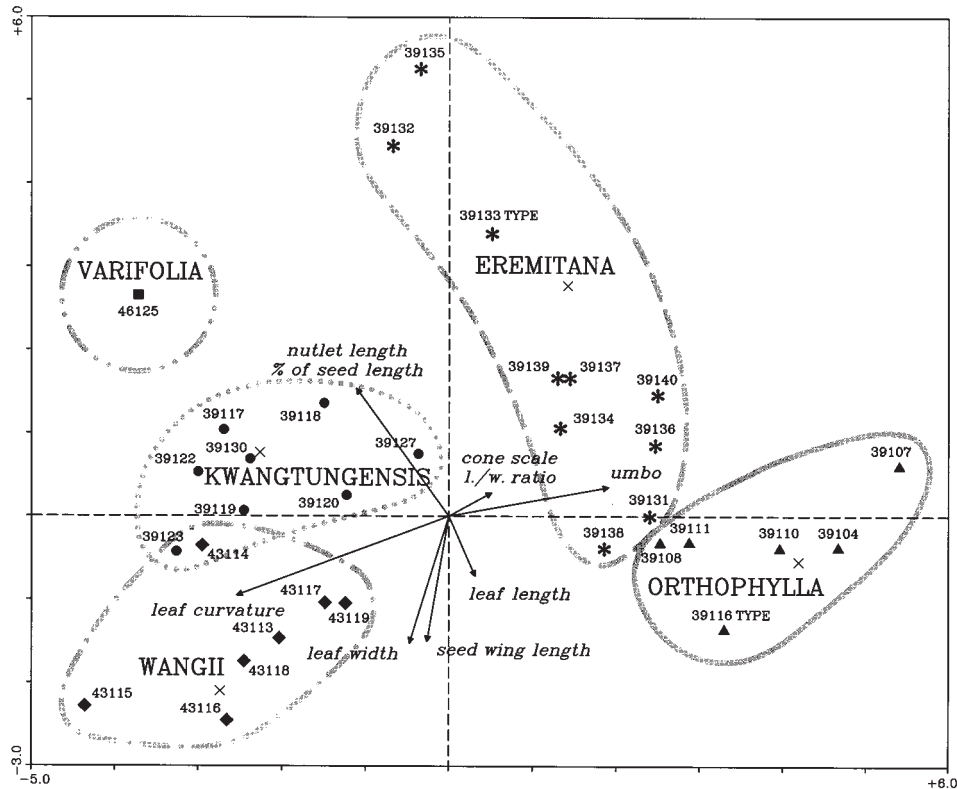 +6.0
39135
39132
39133 TYPE
EREMITANA
VARIFOLIA
46125
nutlet length
% of seed length
39139
39137
39140
39134
39136
39117
39118
39130
39127
39122
KWANGTUNGENSIS
cone scale
l./w. ratio
umbo
39107
39119
39120
39131
39123
43114
39138
39108
39111
39110
39104
ORTHOPHYLLA
39116 TYPE
leaf length
43117
43119
leaf curvature
43113
leaf width
seed wing length
WANGII
43118
43115
43116
-3.0
-5.0
+6.0